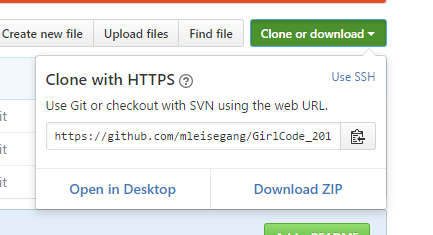 Create new file Upload files Find file Clone or download
Clone with HTTPS ? Use SSH
Use Git or checkout with SVN using the web URL.
it
https://github.com/mleisegang/GirlCode_201
it
it
Open in Desktop Download ZIP